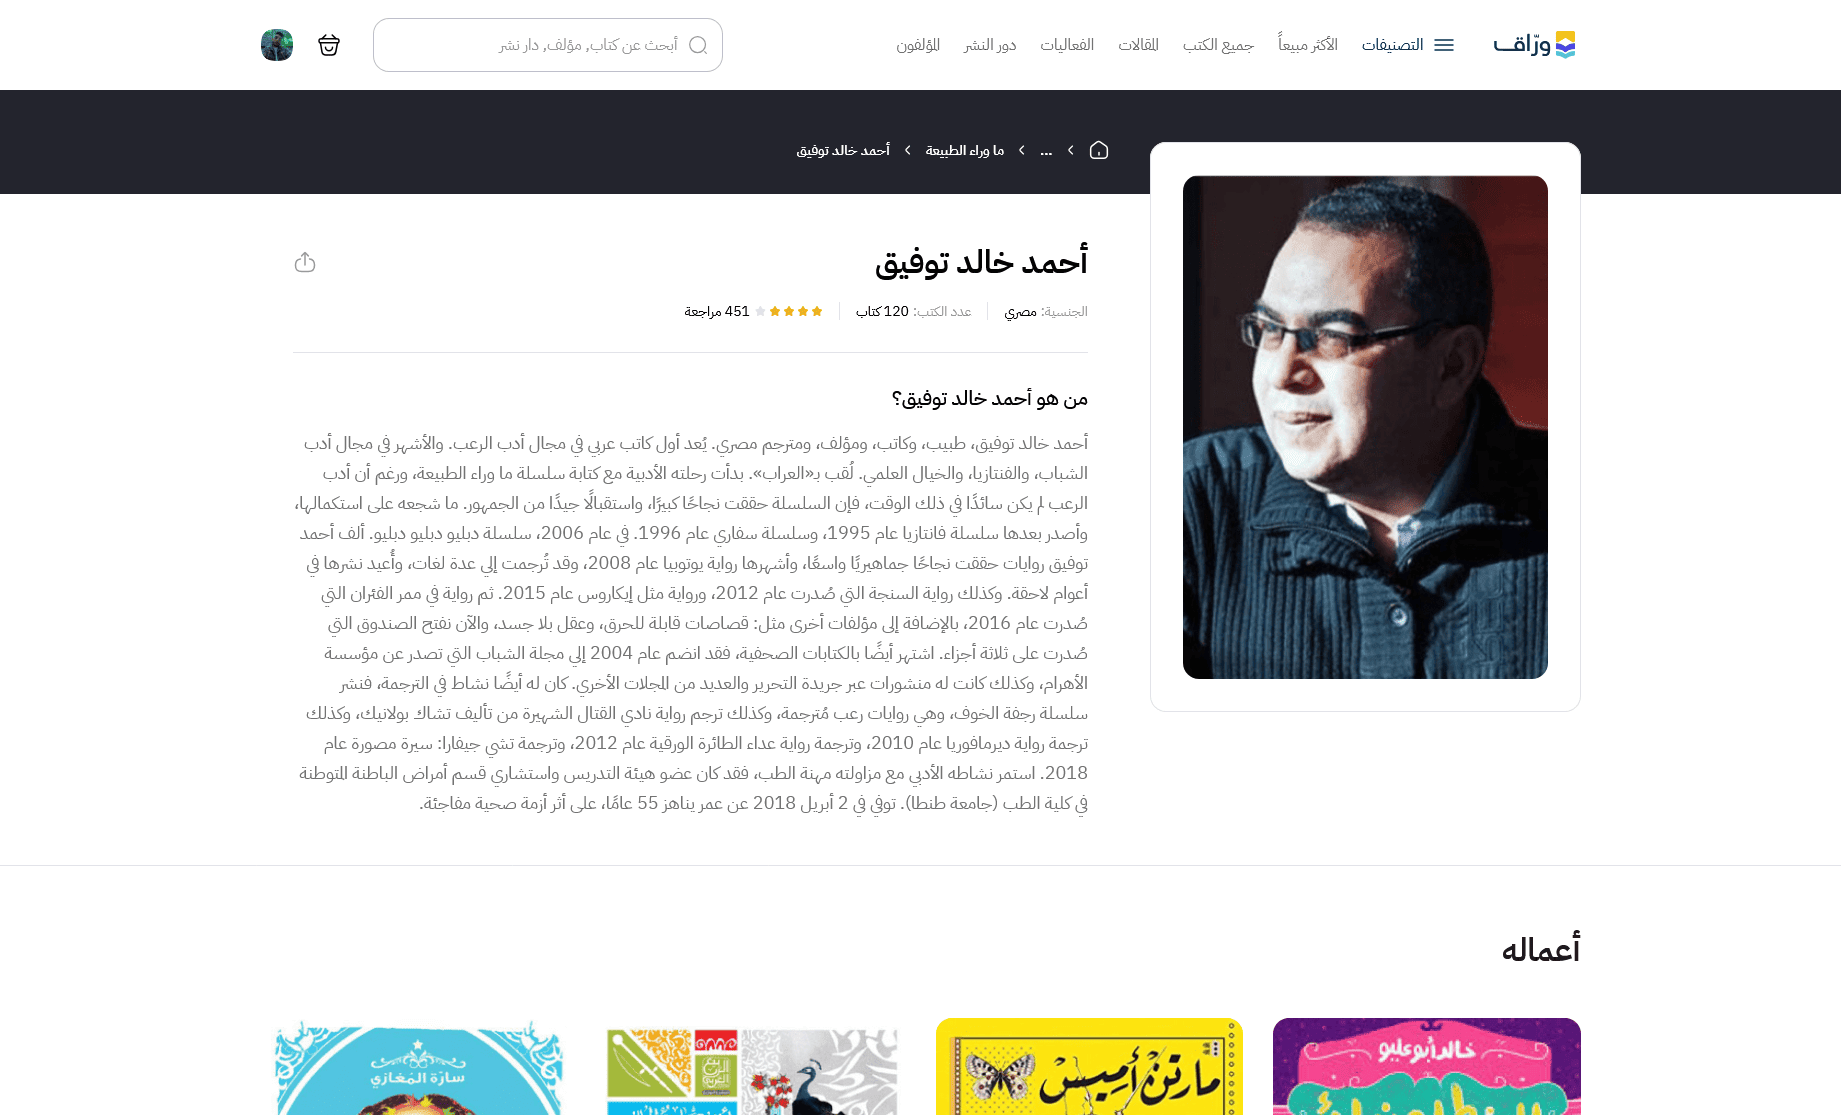 ورّاق
التصنيفات
الأكثر مبيعاً
جميع الكتب
المقالات
الفعاليات
دور النشر
المؤلفون
أبحث عن كتاب, مؤلف, دار نشر
... ما وراء الطبيعة أحمد خالد توفيق
أحمد خالد توفيق
الجنسية: مصري عدد الكتب: 120 كتاب 451 مراجعة
من هو أحمد خالد توفيق؟
أحمد خالد توفيق، طبيب، وكاتب، ومؤلف، ومترجم مصري. يُعد أول كاتب عربي في مجال أدب الرعب. والأشهر في مجال أدب
الشباب، والفنتازيا، والخيال العلمي. لُقب بـ«العراب». بدأت رحلته الأدبية مع كتابة سلسلة ما وراء الطبيعة، ورغم أن أدب
الرعب لم يكن سائدًا في ذلك الوقت، فإن السلسلة حققت نجاحًا كبيرًا، واستقبالًا جيدًا من الجمهور. ما شجعه على استكمالها،
وأصدر بعدها سلسلة فانتازيا عام 1995، وسلسلة سفاري عام 1996. في عام 2006، سلسلة دبليو دبليو دبليو. ألف أحمد
توفيق روايات حققت نجاحًا جماهيريًا واسعًا، وأشهرها رواية يوتوبيا عام 2008، وقد تُرجمت إلي عدة لغات، وأُعيد نشرها في
أعوام لاحقة. وكذلك رواية السنجة التي صُدرت عام 2012، ورواية مثل إيكاروس عام 2015. ثم رواية في ممر الفئران التي
صُدرت عام 2016، بالإضافة إلى مؤلفات أخرى مثل: قصاصات قابلة للحرق، وعقل بلا جسد، والآن نفتح الصندوق التي
صُدرت على ثلاثة أجزاء. اشتهر أيضًا بالكتابات الصحفية، فقد انضم عام 2004 إلي مجلة الشباب التي تصدر عن مؤسسة
الأهرام، وكذلك كانت له منشورات عبر جريدة التحرير والعديد من المجلات الأخري. كان له أيضًا نشاط في الترجمة، فنشر
سلسلة رجفة الخوف، وهي روايات رعب مُترجمة، وكذلك ترجم رواية نادي القتال الشهيرة من تأليف تشاك بولانيك، وكذلك
ترجمة رواية ديرمافوريا عام 2010، وترجمة رواية عداء الطائرة الورقية عام 2012، وترجمة تشي جيفارا: سيرة مصورة عام
2018. استمر نشاطه الأدبي مع مزاولته مهنة الطب، فقد كان عضو هيئة التدريس واستشاري قسم أمراض الباطنة المتوطنة
في كلية الطب (جامعة طنطا). توفي في 2 أبريل 2018 عن عمر يناهز 55 عامًا، على أثر أزمة صحية مفاجئة.
أعماله
خالد أبو عليو
مارتن أميس
سارة المغازي